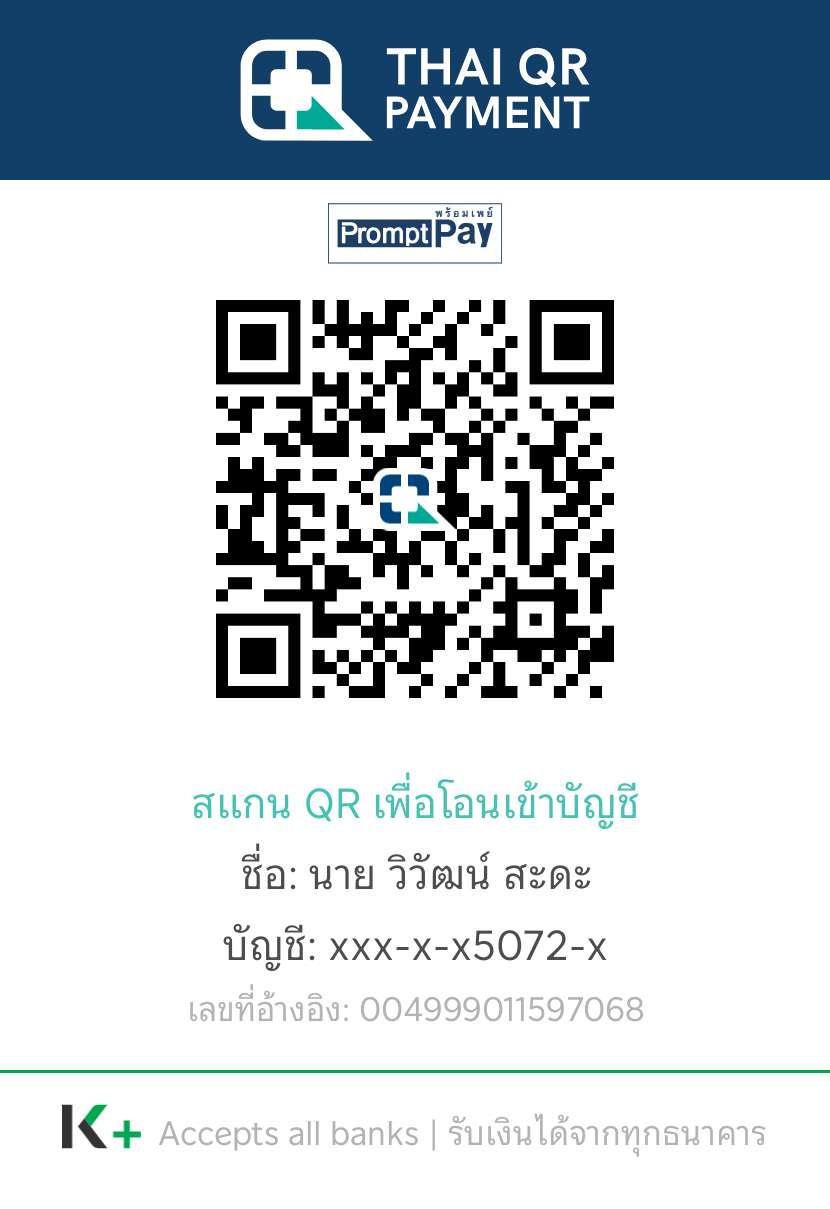 THAI QR
PAYMENT
พร้อมเพย์
PromptPay
สแกน QR เพื่อโอนเข้าบัญชี
ชื่อ: นาย วิวัฒน์ สะดะ
บัญชี: xxx-x-x5072-x
เลขที่อ้างอิง: 004999011597068
K+ Accepts all banks | รับเงินได้จากทุกธนาคาร